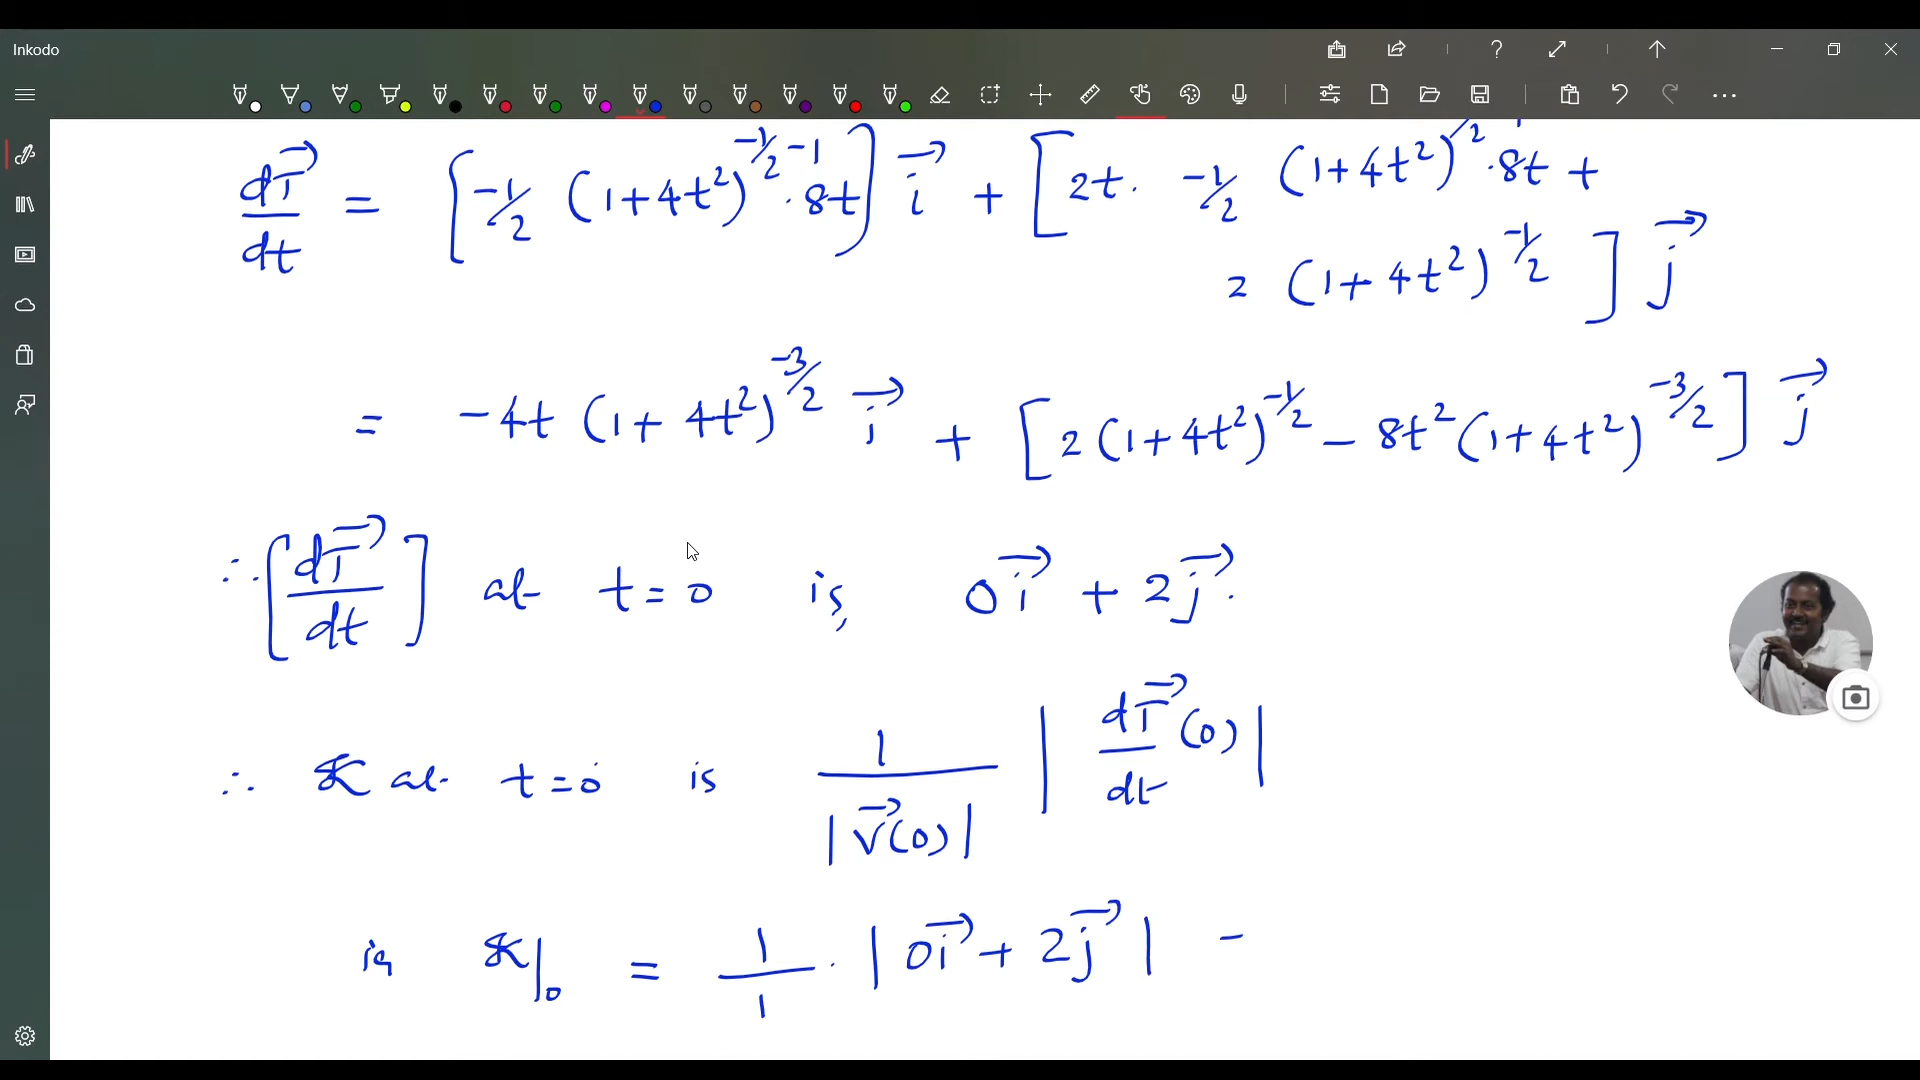 Inkodo
dT⃗/dt = [-1/2 (1+4t²)^(-1/2-1) .8t] i⃗ + [2t. -1/2 (1+4t²)² .8t +
2 (1+4t²)^(-1/2) ] j⃗
= -4t (1+4t²)^(-3/2) i⃗ + [2(1+4t²)^(-1/2) - 8t²(1+4t²)^(-3/2)] j⃗
∴ [dT⃗/dt] at t=0 is, 0i⃗ + 2j⃗.
∴ K at t=0 is 1/|V⃗(0)| |dT⃗/dt (0)|
K|₀ = 1/1 . |0i⃗ + 2j⃗| -